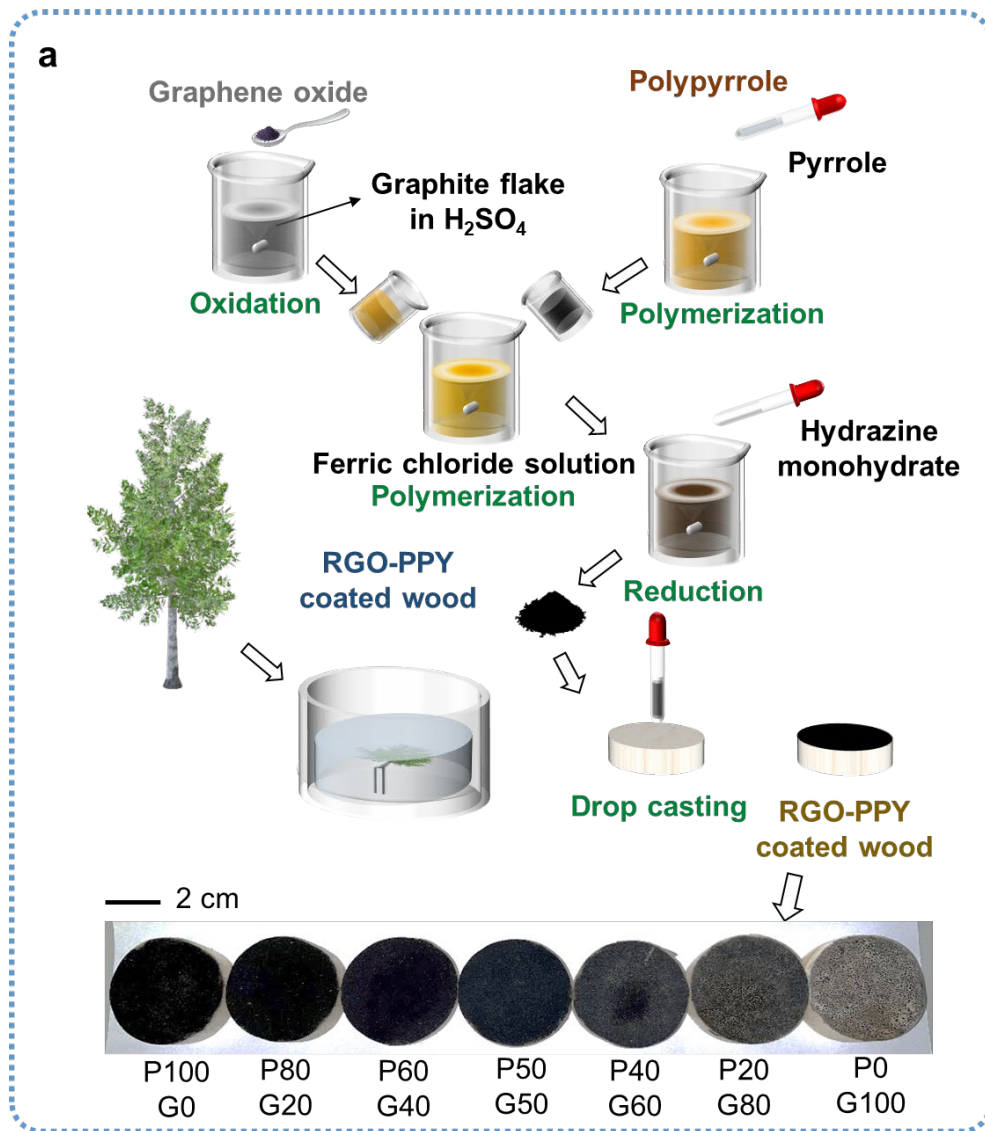 a
Graphene oxide
Polypyrrole
Pyrrole
Graphite flake
in H₂SO₄
Oxidation
Polymerization
Ferric chloride solution
Polymerization
Hydrazine
monohydrate
Reduction
RGO-PPY
coated wood
Drop casting
RGO-PPY
coated wood
2 cm
P100 P80 P60 P50 P40 P20 P0
G0 G20 G40 G50 G60 G80 G100